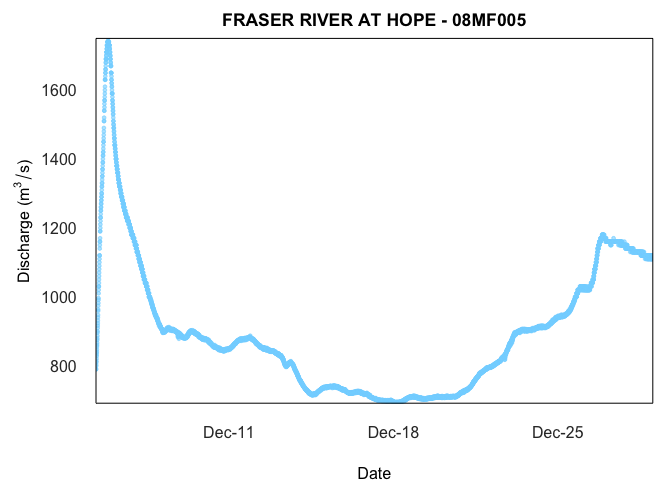 FRASER RIVER AT HOPE - 08MF005
1600
1400
1200
1000
800
Discharge (m³/s)
Dec-11 Dec-18 Dec-25
Date